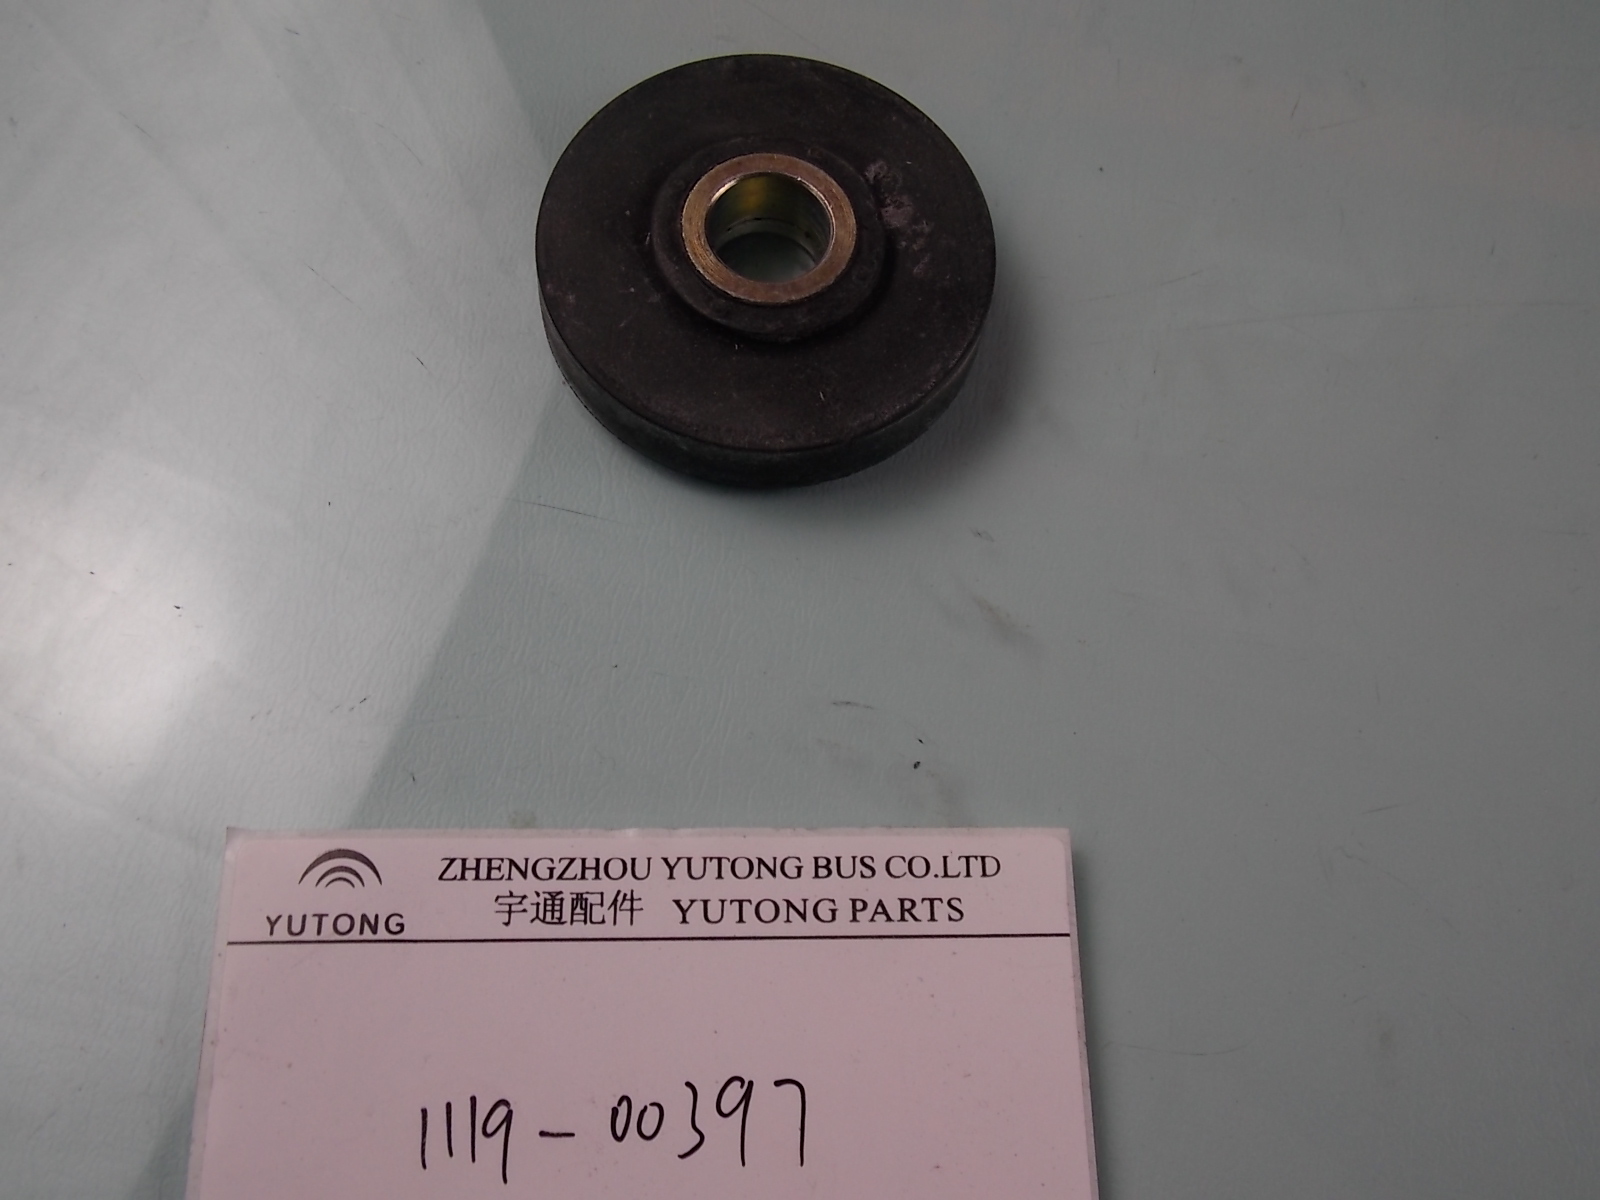 ZHENGZHOU YUTONG BUS CO.LTD
YUTONG
宇通配件 YUTONG PARTS
1119-00397